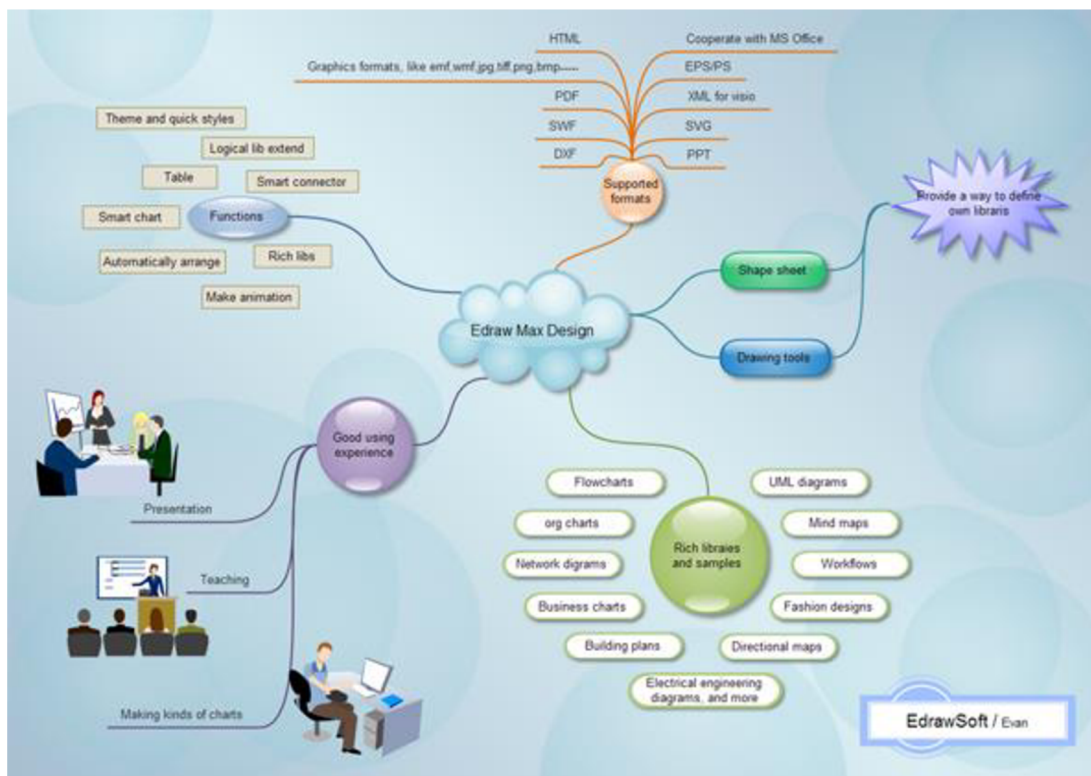 HTML
Cooperate with MS Office
Graphics formats, like emf,wmf,jpg,tiff,png,bmp-----
EPS/PS
PDF
XML for visio
SWF
SVG
DXF
PPT
Supported
formats
Theme and quick styles
Logical lib extend
Table
Smart connector
Smart chart
Functions
Automatically arrange
Rich libs
Make animation
Provide a way to define
own libraris
Shape sheet
Drawing tools
Edraw Max Design
Good using
experience
Presentation
Teaching
Making kinds of charts
Flowcharts
UML diagrams
org charts
Mind maps
Rich libraies
and samples
Network digrams
Workflows
Business charts
Fashion designs
Building plans
Directional maps
Electrical engineering
diagrams, and more
EdrawSoft / Evan